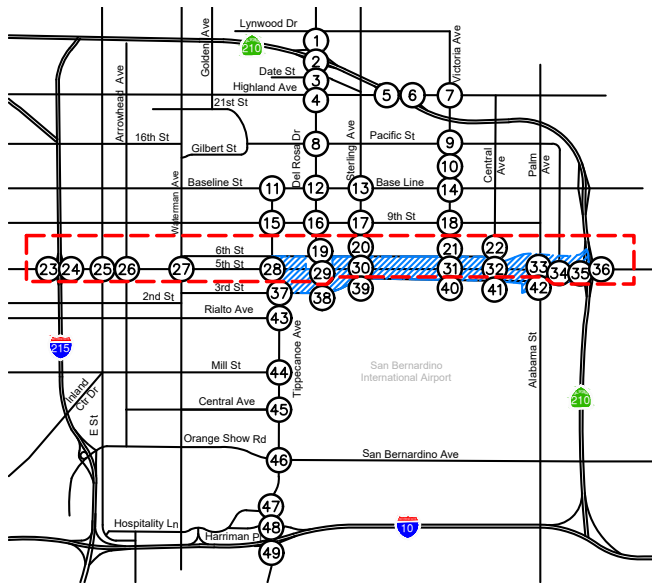 Lynwood Dr
1
Golden Ave
210
2
Victoria Ave
Arrowhead Ave
Date St
3
Highland Ave
4
5
6
7
21st St
16th St
8
Pacific St
9
Gilbert St
Del Rosa Dr
Sterling Ave
10
Central Ave
Palm Ave
Baseline St
11
12
13
Base Line
14
Waterman Ave
15
16
17
18
9th St
6th St
19
20
21
22
5th St
23
24
25
26
27
28
29
30
31
32
33
34
35
36
3rd St
37
38
39
40
41
42
2nd St
Rialto Ave
43
Tippecanoe Ave
215
Mill St
44
San Bernardino
International Airport
Alabama St
Inland
Ctr Dr
E St
Central Ave
45
210
Orange Show Rd
46
San Bernardino Ave
47
Hospitality Ln
48
10
Harriman P
49